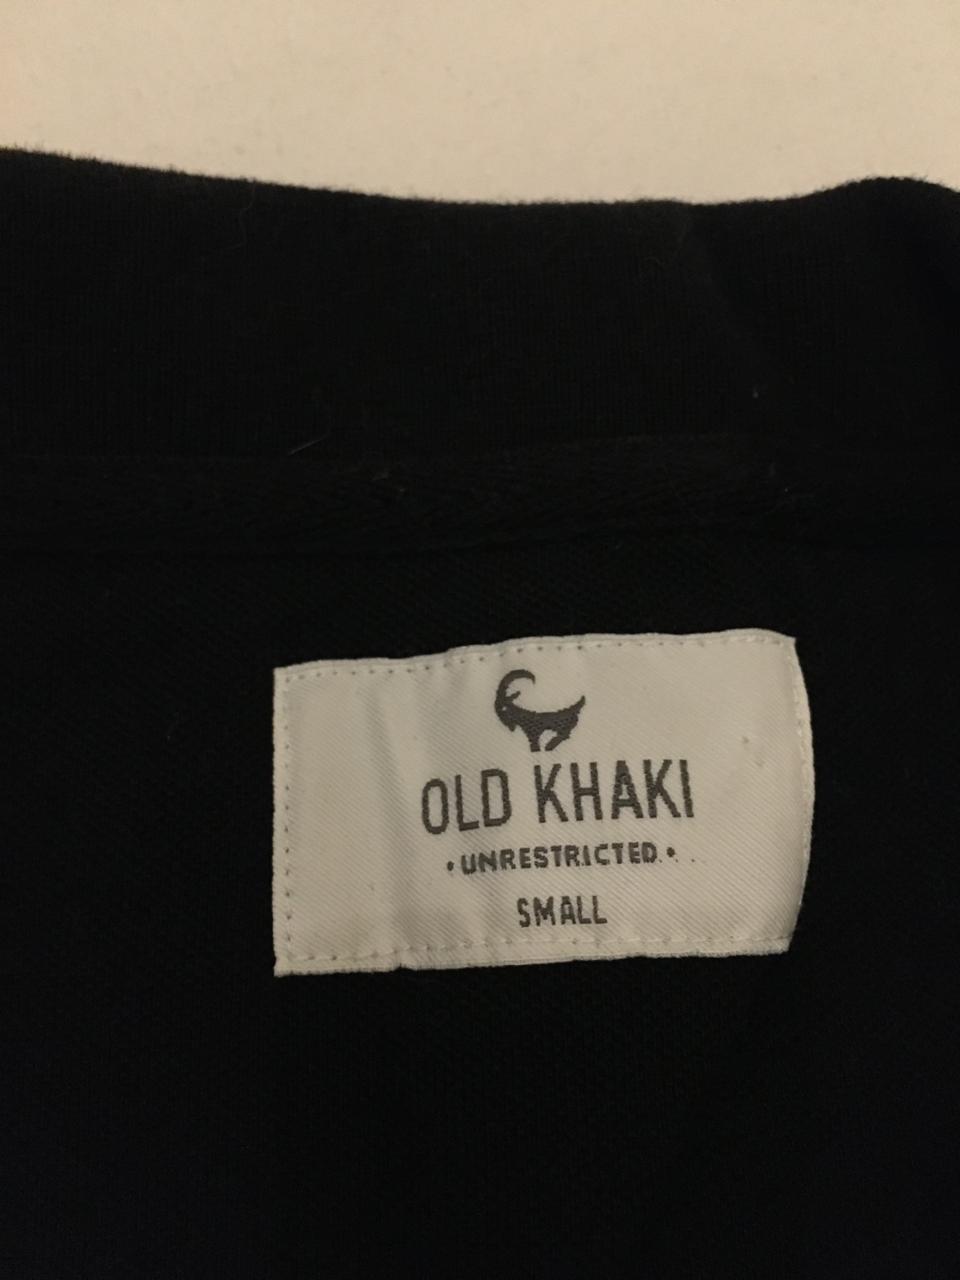 OLD KHAKI
·UNRESTRICTED·
SMALL